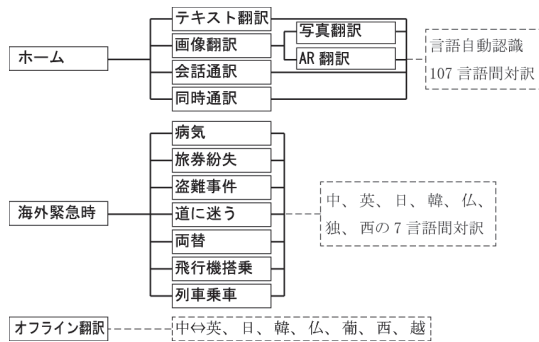 ホーム
テキスト翻訳
画像翻訳
写真翻訳
AR 翻訳
会話通訳
同時通訳
言語自動認識
107 言語間対訳
海外緊急時
病気
旅券紛失
盗難事件
道に迷う
両替
飛行機搭乗
列車乗車
中、英、日、韓、仏、
独、西の 7 言語間対訳
オフライン翻訳
中⇔英、日、韓、仏、葡、西、越